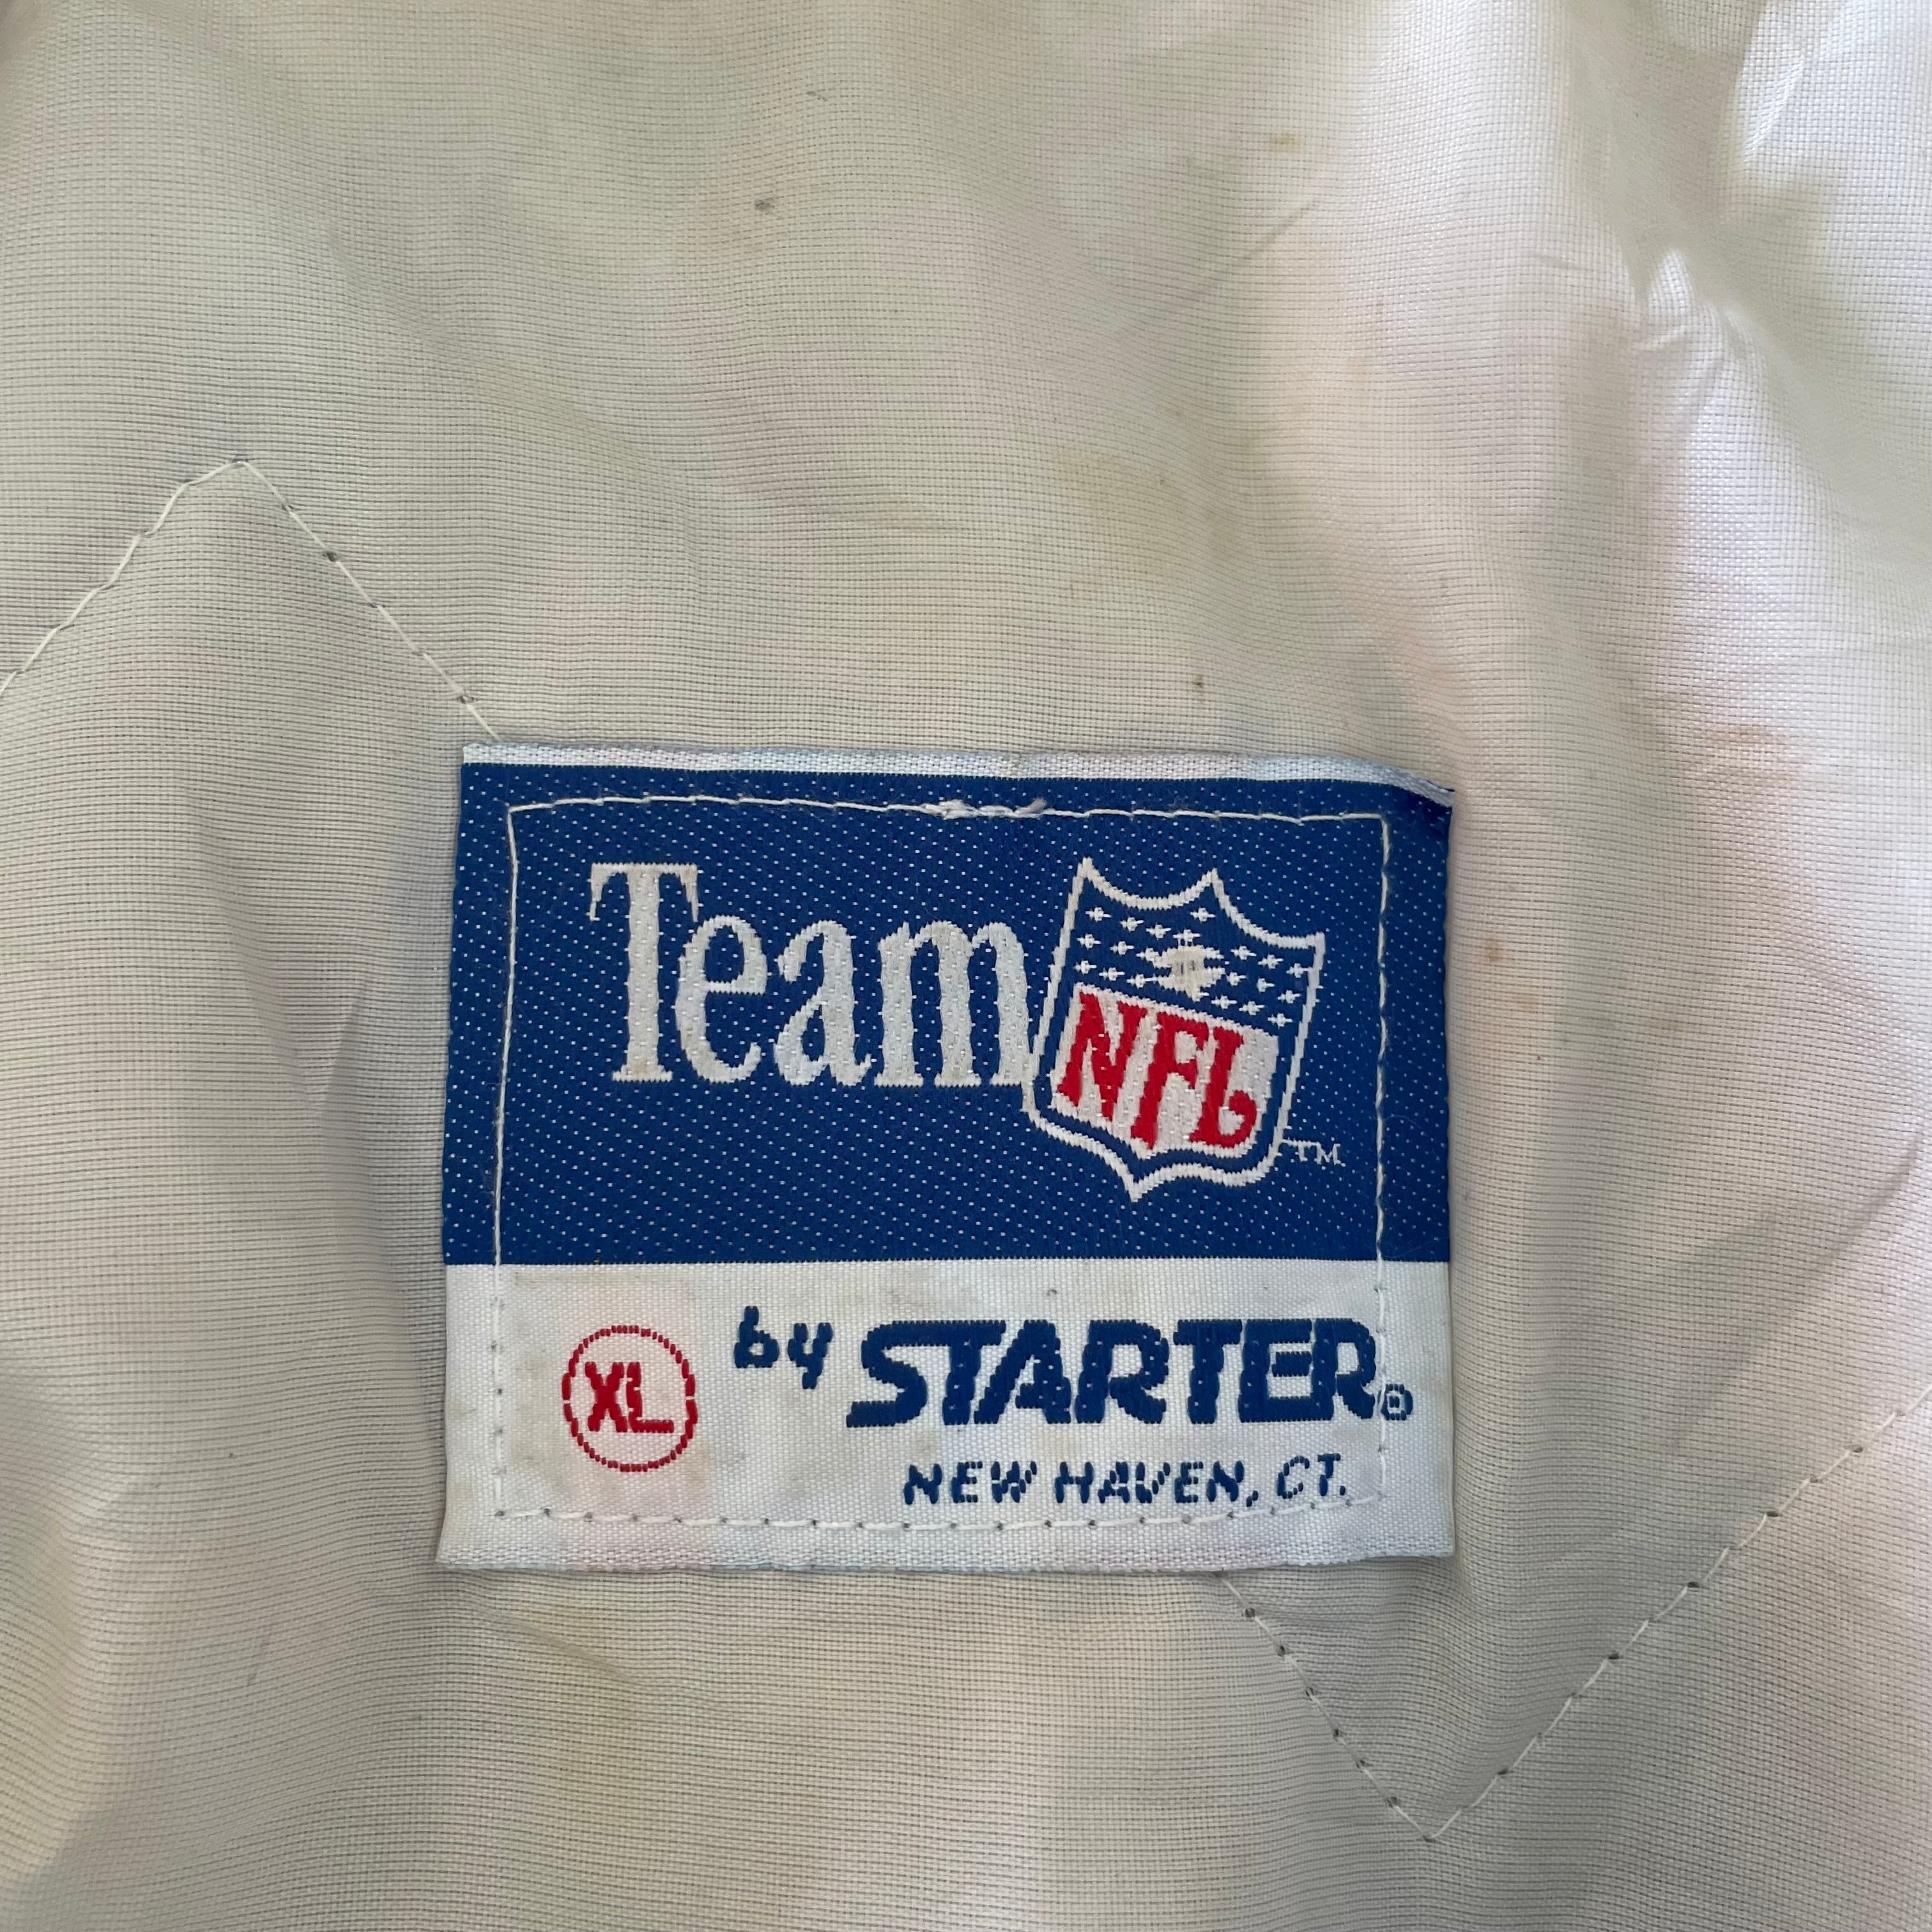 Team NFL TM
XL by STARTER®
NEW HAVEN, CT.